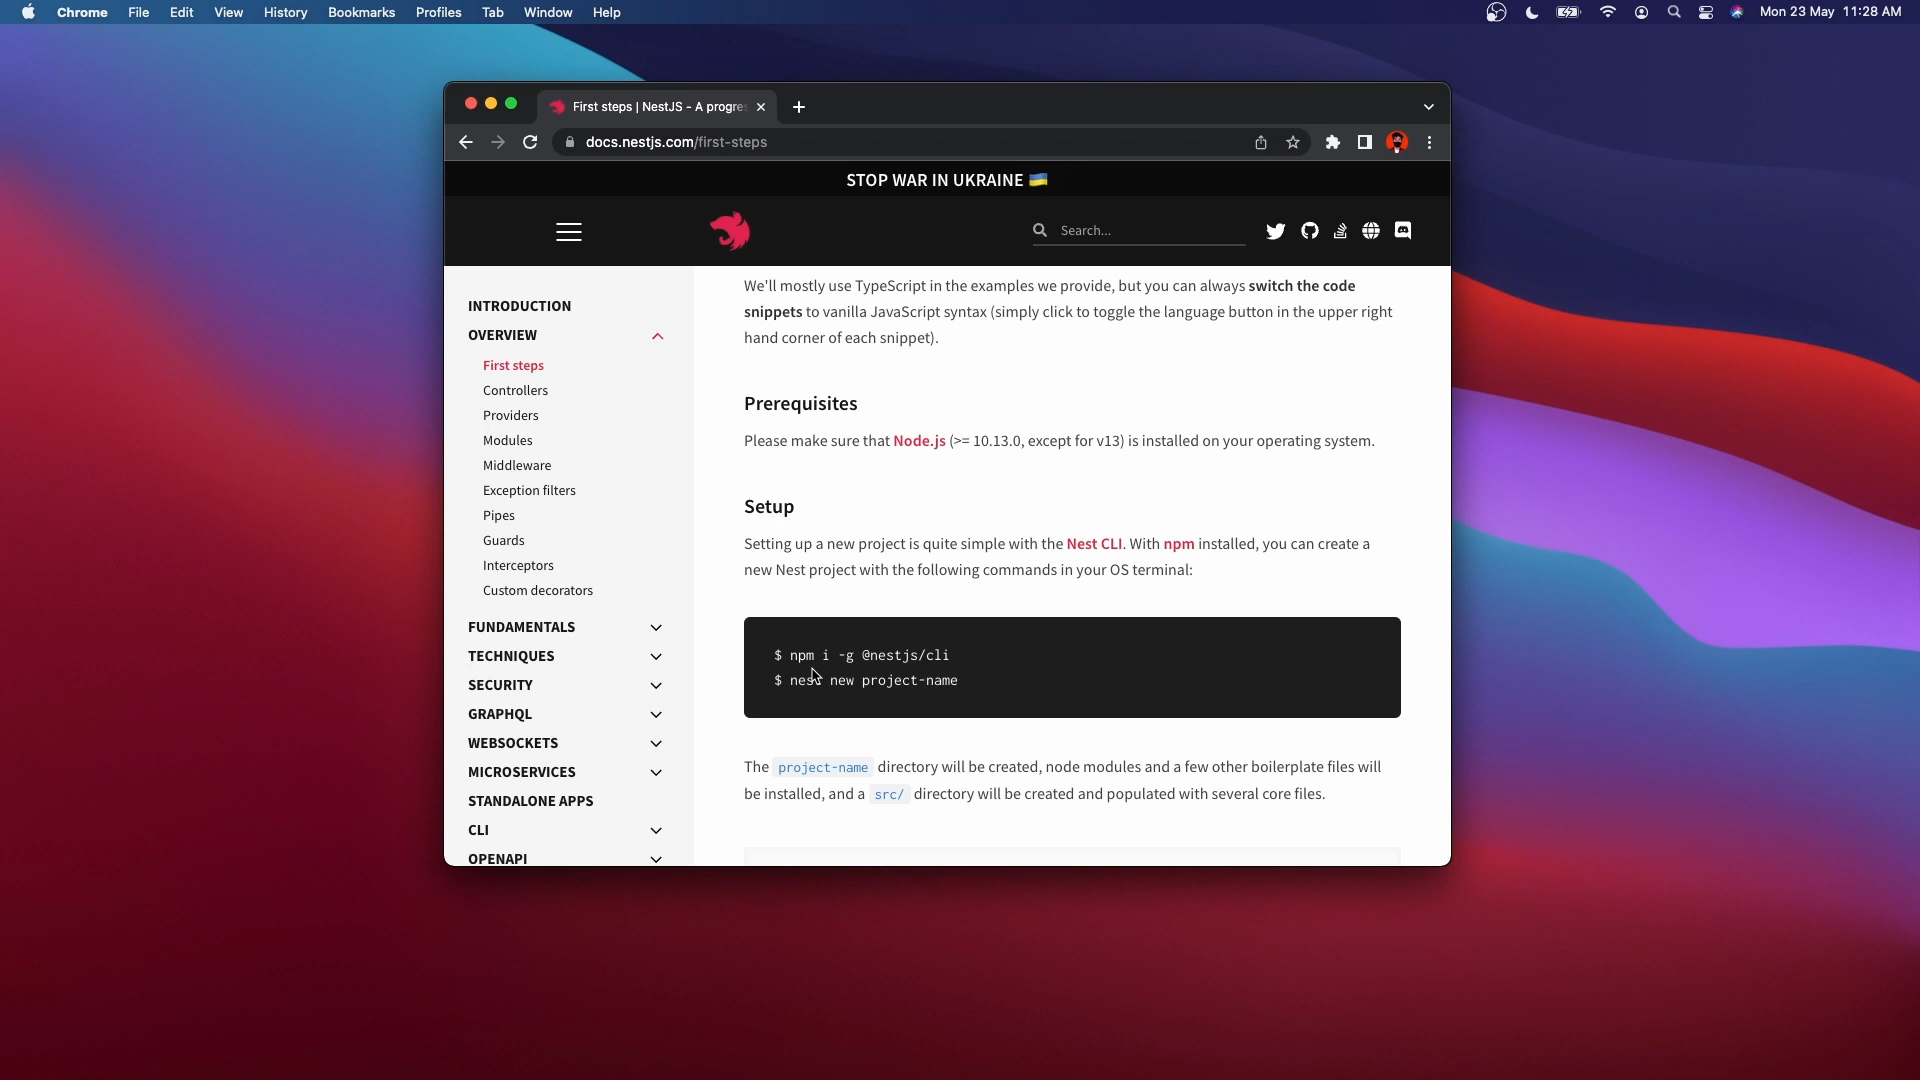 Chrome File Edit View History Bookmarks Profiles Tab Window Help Mon 23 May 11:28 AM
First steps | NestJS - A progres
docs.nestjs.com/first-steps
STOP WAR IN UKRAINE 🇺🇦
Search...
INTRODUCTION
OVERVIEW
First steps
Controllers
Providers
Modules
Middleware
Exception filters
Pipes
Guards
Interceptors
Custom decorators
FUNDAMENTALS
TECHNIQUES
SECURITY
GRAPHQL
WEBSOCKETS
MICROSERVICES
STANDALONE APPS
CLI
OPENAPI
We'll mostly use TypeScript in the examples we provide, but you can always switch the code
snippets to vanilla JavaScript syntax (simply click to toggle the language button in the upper right
hand corner of each snippet).
Prerequisites
Please make sure that Node.js (>= 10.13.0, except for v13) is installed on your operating system.
Setup
Setting up a new project is quite simple with the Nest CLI. With npm installed, you can create a
new Nest project with the following commands in your OS terminal:
$ npm i -g @nestjs/cli
$ nest new project-name
The project-name directory will be created, node modules and a few other boilerplate files will
be installed, and a src/ directory will be created and populated with several core files.